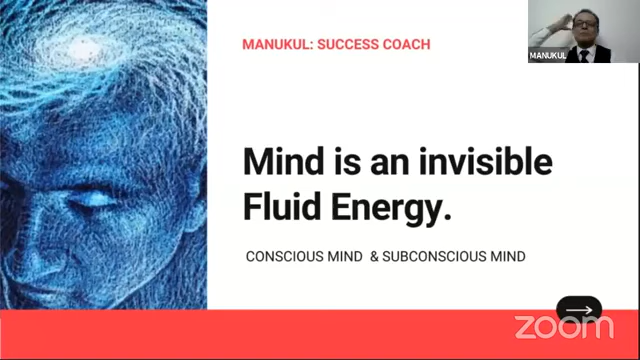 MANUKUL: SUCCESS COACH
MANUKUL
Mind is an invisible
Fluid Energy.
CONSCIOUS MIND & SUBCONSCIOUS MIND
zoom